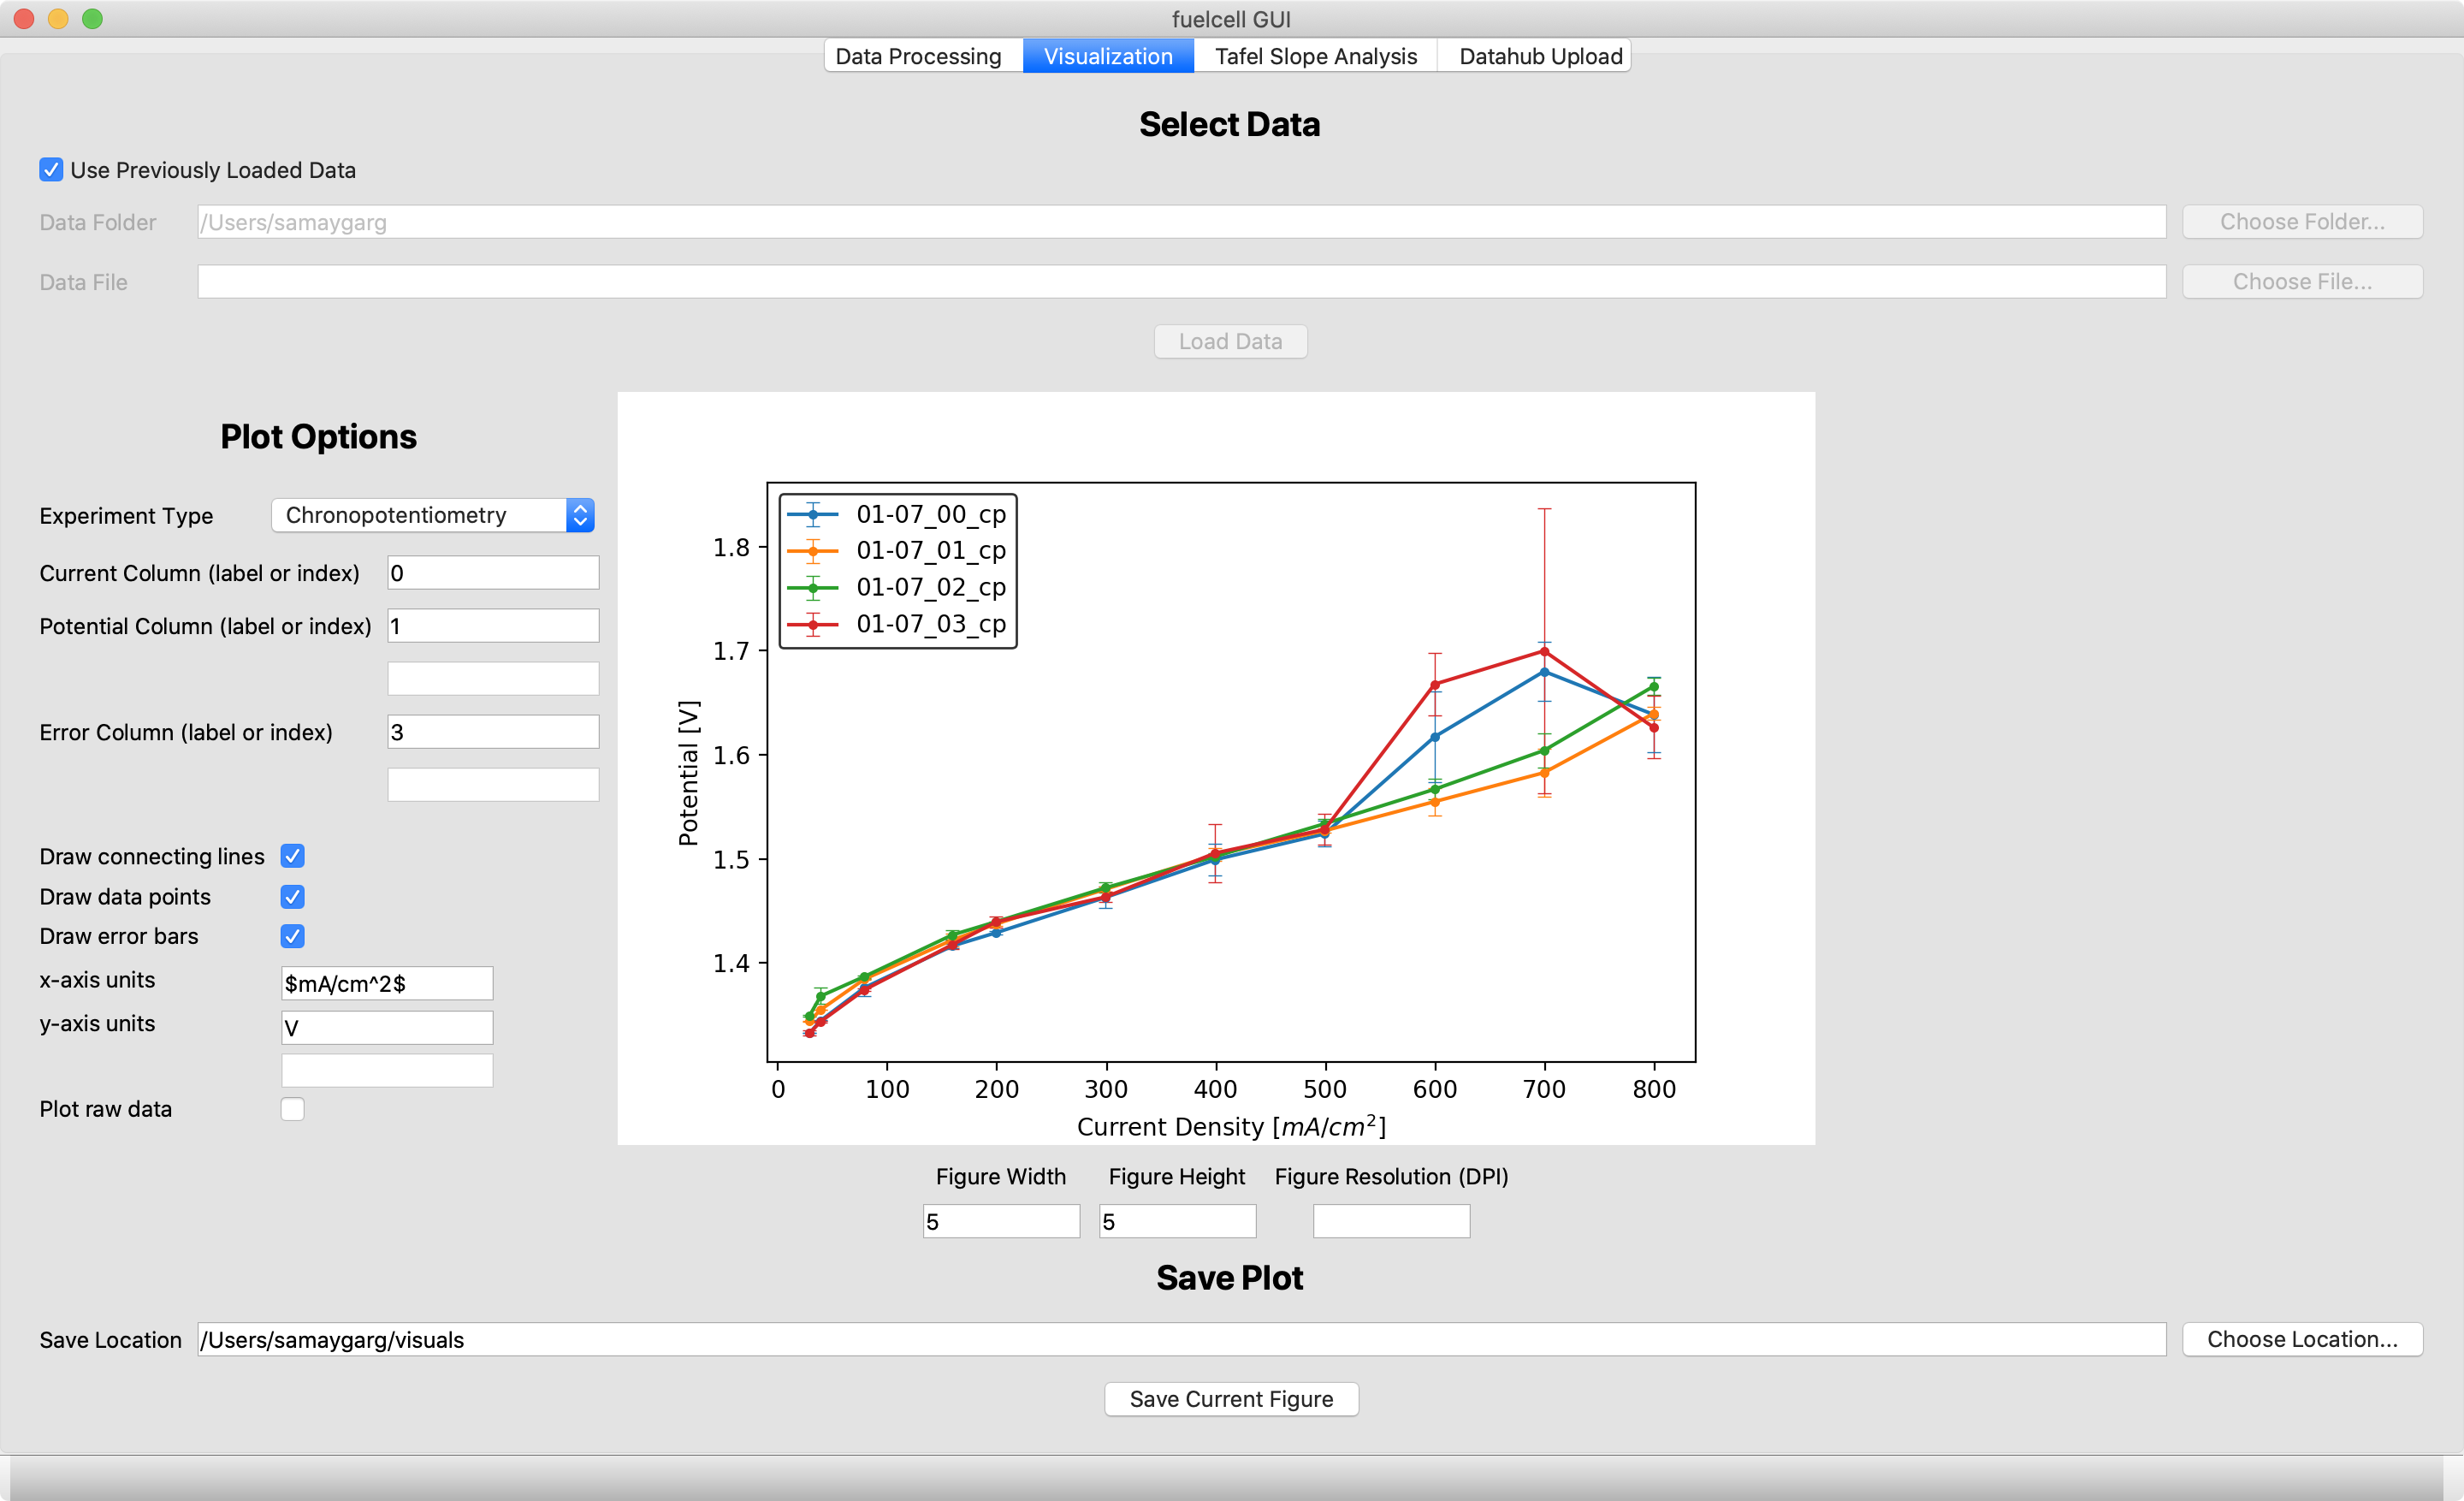 fuelcell GUI
Data Processing
Visualization
Tafel Slope Analysis
Datahub Upload
Select Data
Use Previously Loaded Data
Data Folder
/Users/samaygarg
Choose Folder...
Data File
Choose File...
Load Data
Plot Options
Experiment Type
Chronopotentiometry
Current Column (label or index)
0
Potential Column (label or index)
1
Error Column (label or index)
3
Draw connecting lines
Draw data points
Draw error bars
x-axis units
$mA/cm^2$
y-axis units
V
Plot raw data
01-07_00_cp
01-07_01_cp
01-07_02_cp
01-07_03_cp
1.8
1.7
1.6
1.5
1.4
Potential [V]
0 100 200 300 400 500 600 700 800
Current Density [mA/cm²]
Figure Width
Figure Height
Figure Resolution (DPI)
5
5
Save Plot
Save Location
/Users/samaygarg/visuals
Choose Location...
Save Current Figure